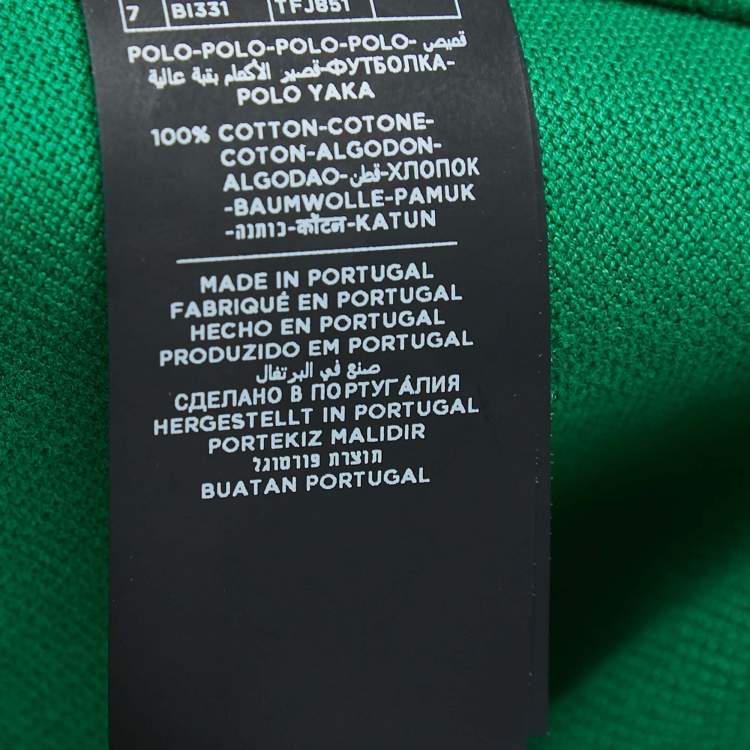 7 BI331 TFJ851
POLO-POLO-POLO-POLO- قميص
قصير الأكمام بقبة عالية-ФУТБОЛКА-
POLO YAKA
100% COTTON-COTONE-
COTON-ALGODON-
ALGODAO-قطن-ХЛОПОК
-BAUMWOLLE-PAMUK
-כותנה-कॉटन-KATUN
MADE IN PORTUGAL
FABRIQUÉ EN PORTUGAL
HECHO EN PORTUGAL
PRODUZIDO EM PORTUGAL
صنع في البرتغال
СДЕЛАНО В ПОРТУГА́ЛИЯ
HERGESTELLT IN PORTUGAL
PORTEKIZ MALIDIR
תוצרת פורטוגל
BUATAN PORTUGAL